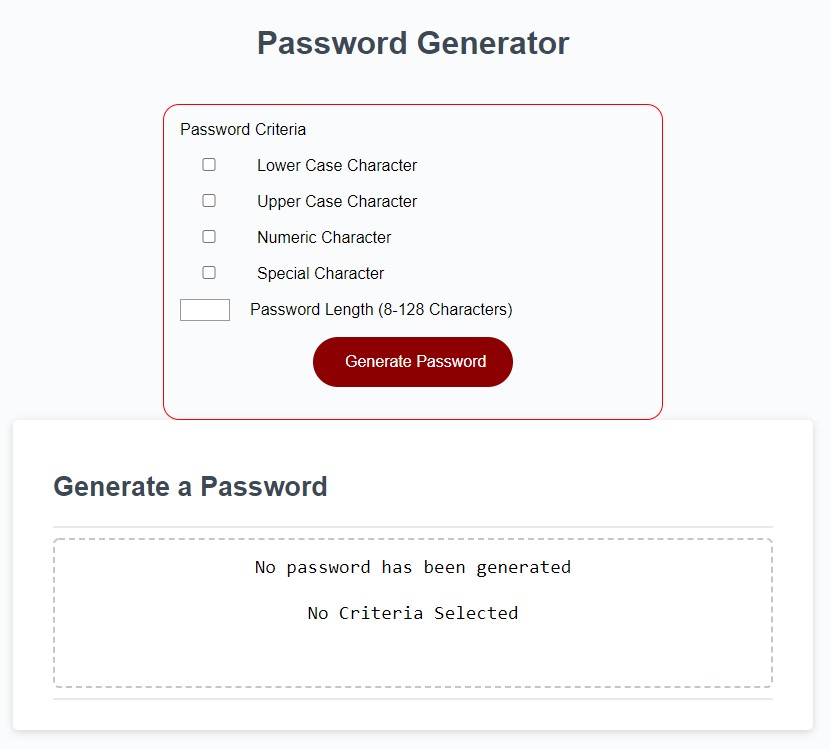 Password Generator
Password Criteria
Lower Case Character
Upper Case Character
Numeric Character
Special Character
Password Length (8-128 Characters)
Generate Password
Generate a Password
No password has been generated
No Criteria Selected